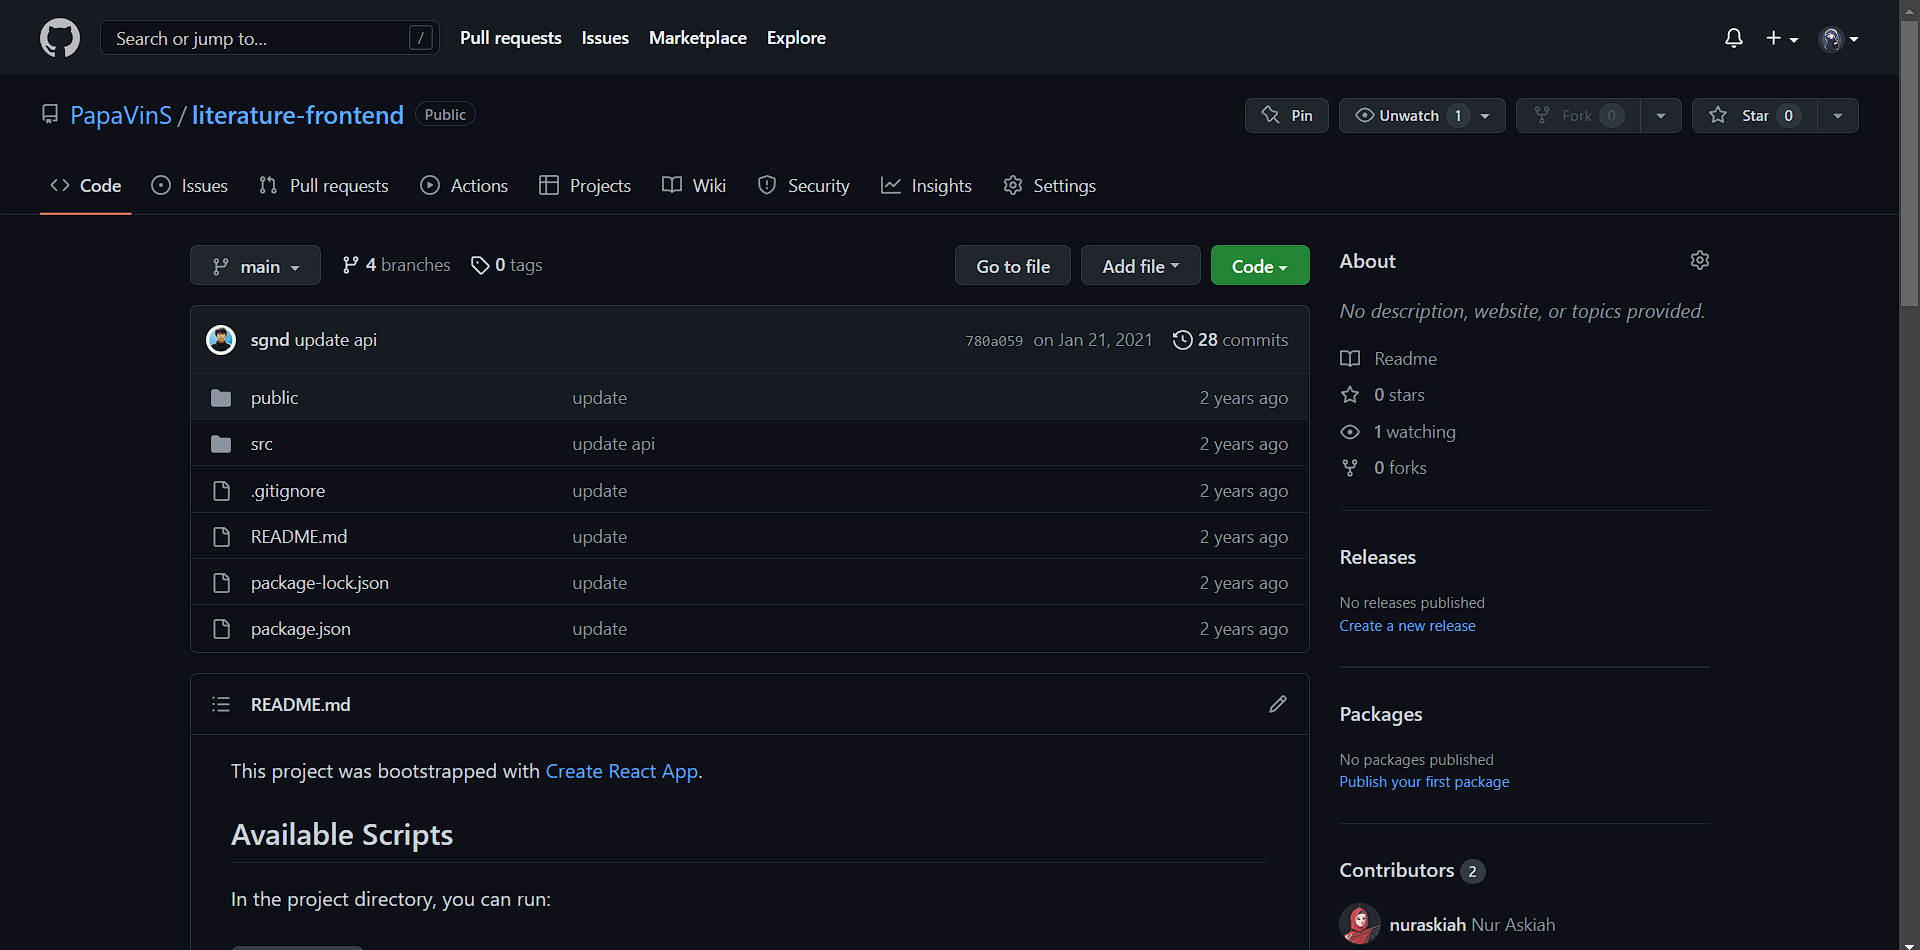 Search or jump to... /
Pull requests Issues Marketplace Explore
PapaVinS / literature-frontend Public
Pin Unwatch 1 Fork 0 Star 0
Code Issues Pull requests Actions Projects Wiki Security Insights Settings
main 4 branches 0 tags Go to file Add file Code
sgnd update api 780a059 on Jan 21, 2021 28 commits
public update 2 years ago
src update api 2 years ago
.gitignore update 2 years ago
README.md update 2 years ago
package-lock.json update 2 years ago
package.json update 2 years ago
README.md
This project was bootstrapped with Create React App.
Available Scripts
In the project directory, you can run:
About
No description, website, or topics provided.
Readme
0 stars
1 watching
0 forks
Releases
No releases published
Create a new release
Packages
No packages published
Publish your first package
Contributors 2
nuraskiah Nur Askiah